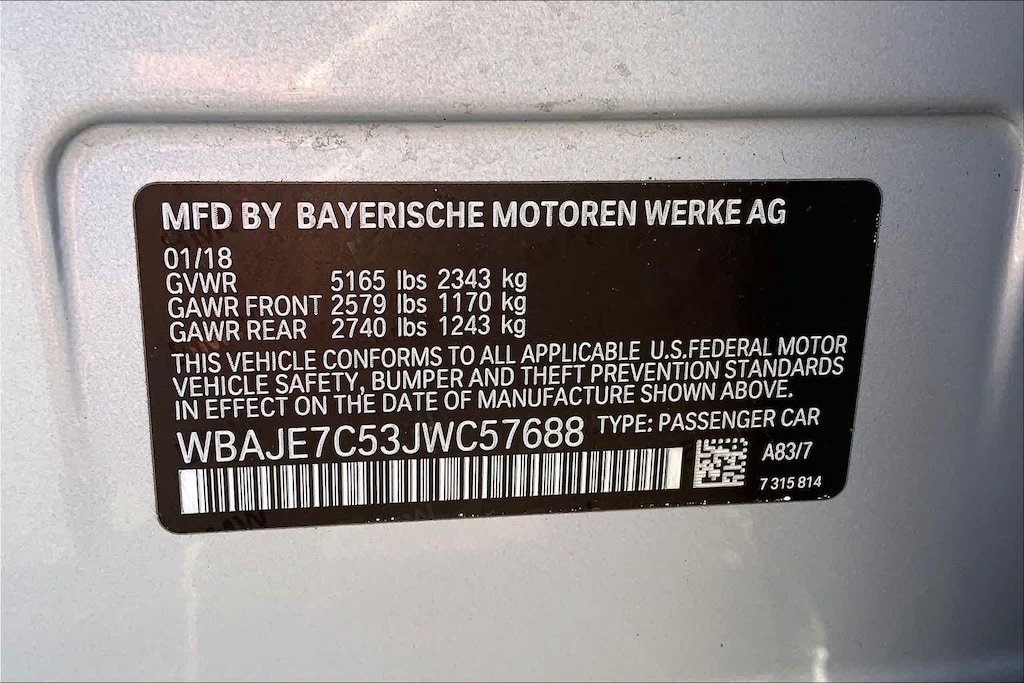 MFD BY BAYERISCHE MOTOREN WERKE AG
01/18
GVWR 5165 lbs 2343 kg
GAWR FRONT 2579 lbs 1170 kg
GAWR REAR 2740 lbs 1243 kg
THIS VEHICLE CONFORMS TO ALL APPLICABLE U.S.FEDERAL MOTOR
VEHICLE SAFETY, BUMPER AND THEFT PREVENTION STANDARDS
IN EFFECT ON THE DATE OF MANUFACTURE SHOWN ABOVE.
WBAJE7C53JWC57688 TYPE: PASSENGER CAR
A83/7
7 315 814